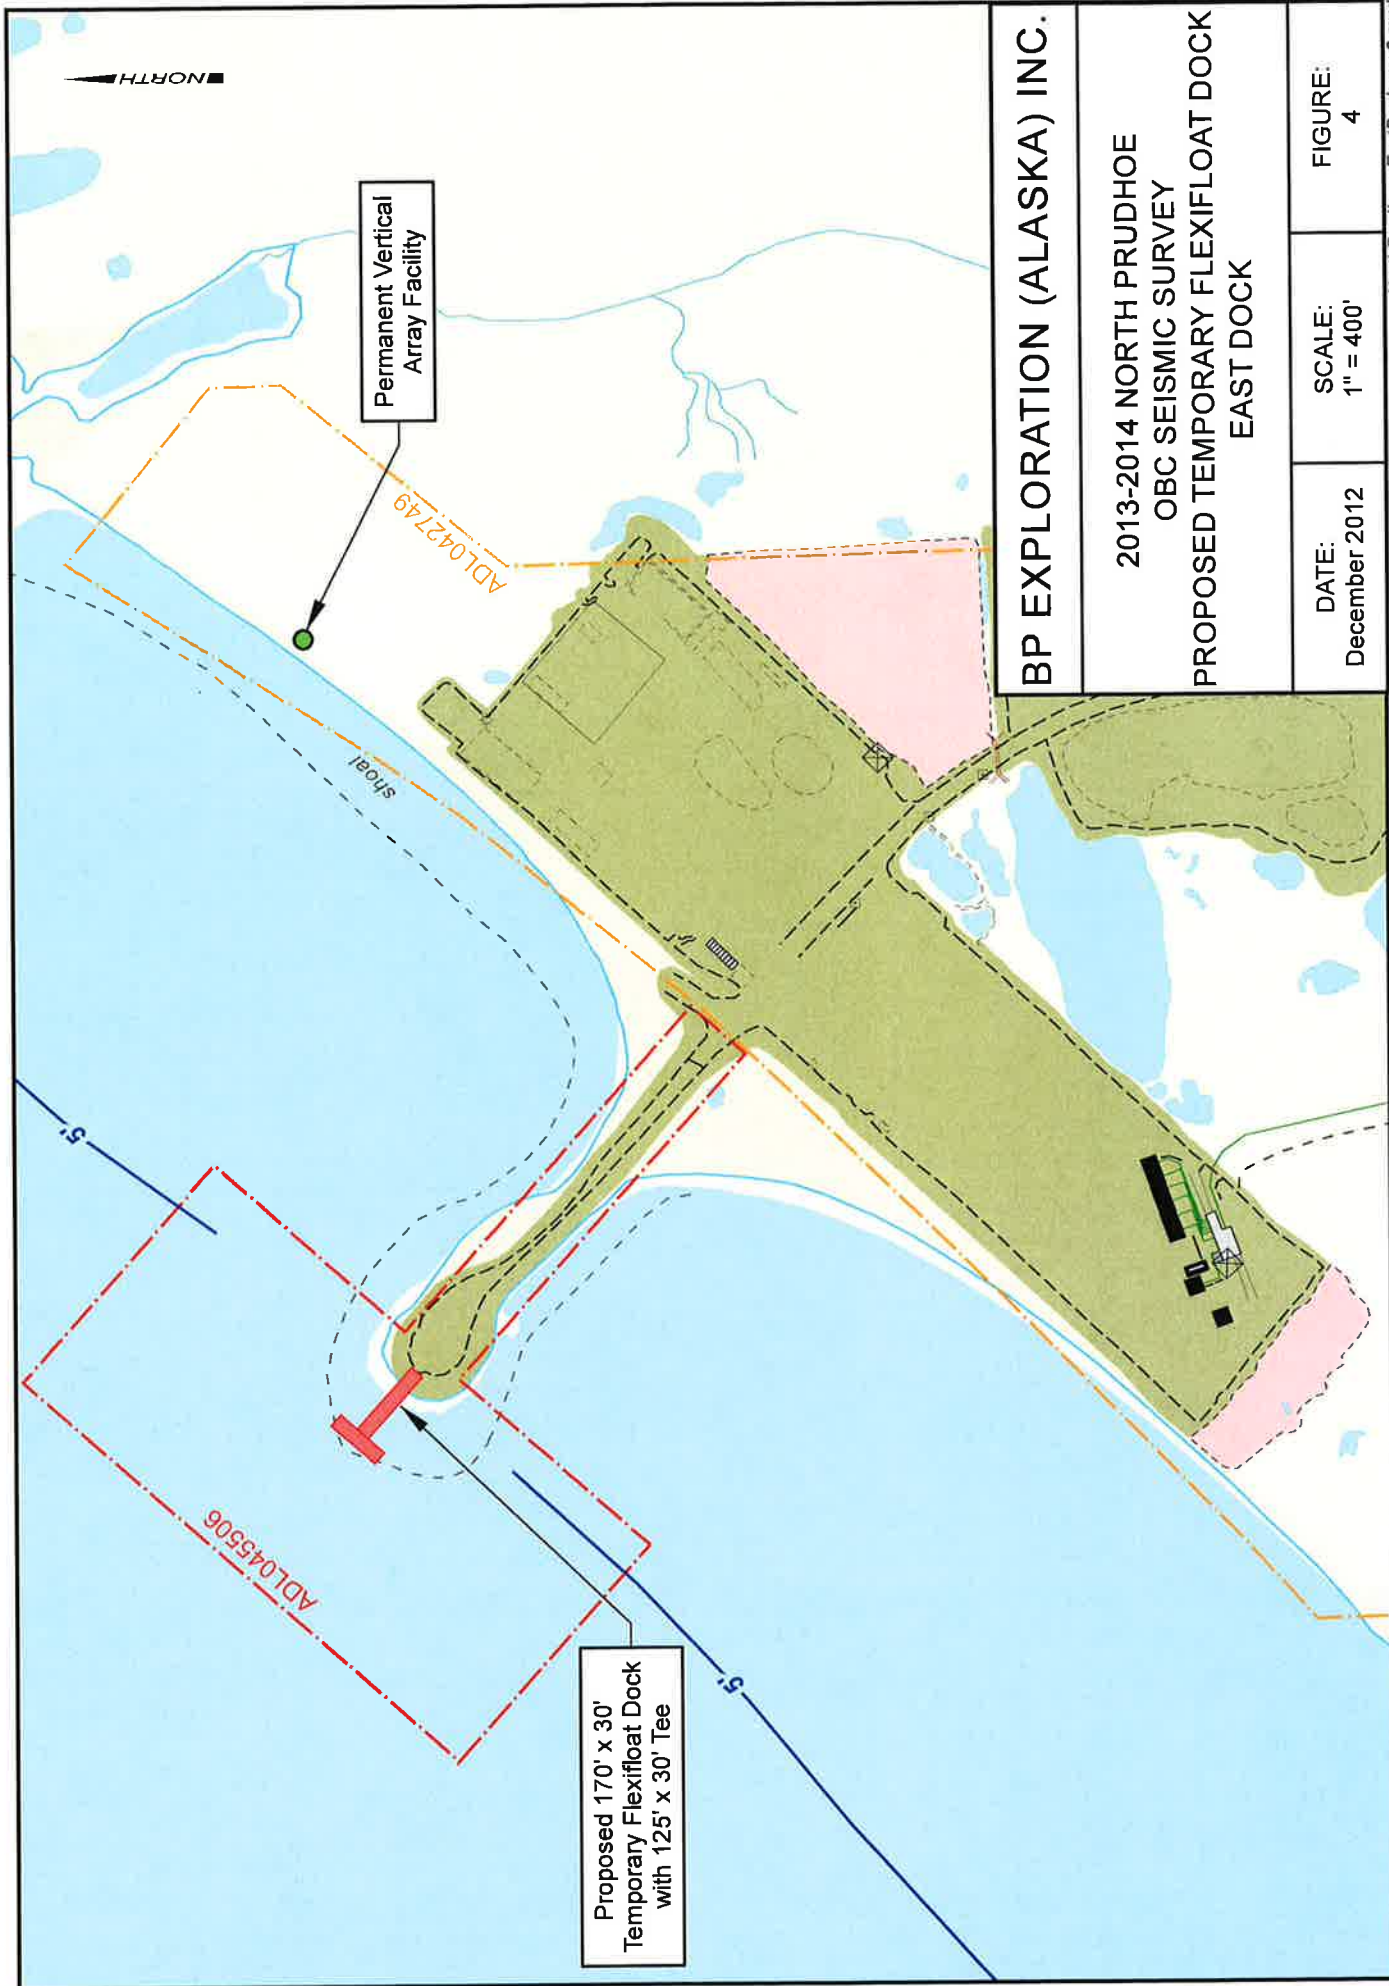 NORTH
Permanent Vertical
Array Facility
ADL042749
shoal
5'
ADL045506
5'
Proposed 170' x 30'
Temporary Flexifloat Dock
with 125' x 30' Tee
BP EXPLORATION (ALASKA) INC.
2013-2014 NORTH PRUDHOE
OBC SEISMIC SURVEY
PROPOSED TEMPORARY FLEXIFLOAT DOCK
EAST DOCK
DATE:
December 2012
SCALE:
1" = 400'
FIGURE:
4